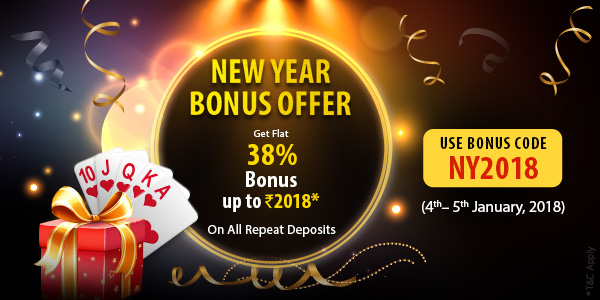 NEW YEAR
BONUS OFFER
Get Flat
38%
Bonus
up to ₹2018*
On All Repeat Deposits
USE BONUS CODE
NY2018
(4th– 5th January, 2018)
10 J Q K A
*T&C Apply